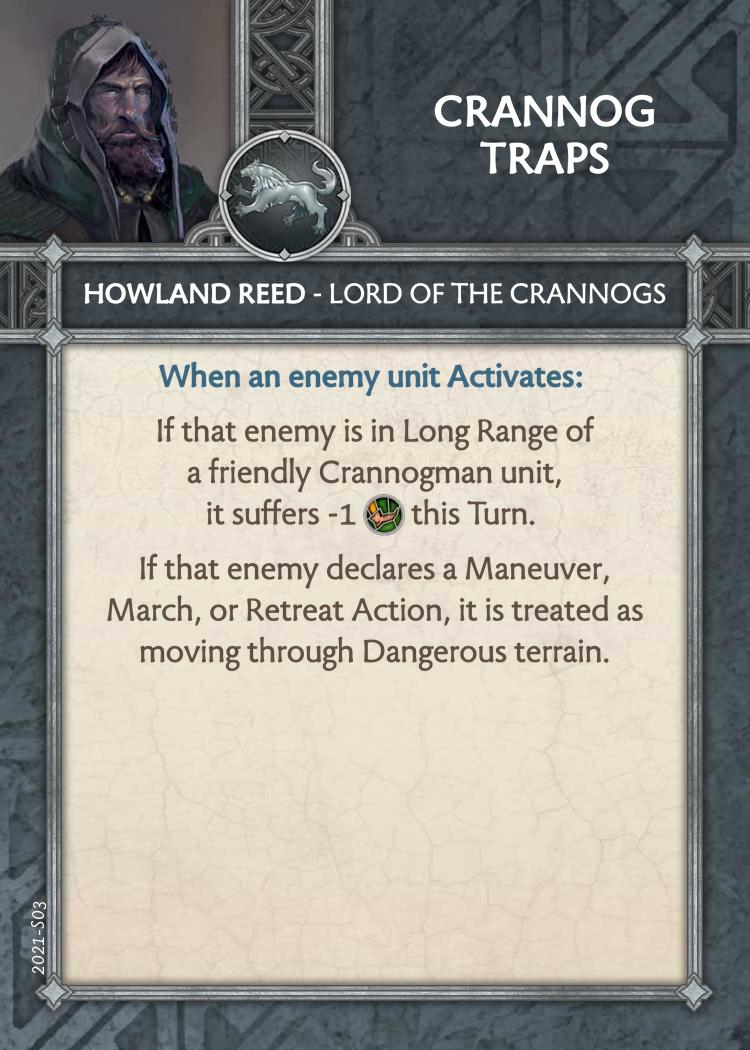 CRANNOG
TRAPS
HOWLAND REED - LORD OF THE CRANNOGS
When an enemy unit Activates:
If that enemy is in Long Range of
a friendly Crannogman unit,
it suffers -1 this Turn.
If that enemy declares a Maneuver,
March, or Retreat Action, it is treated as
moving through Dangerous terrain.
2021-S03